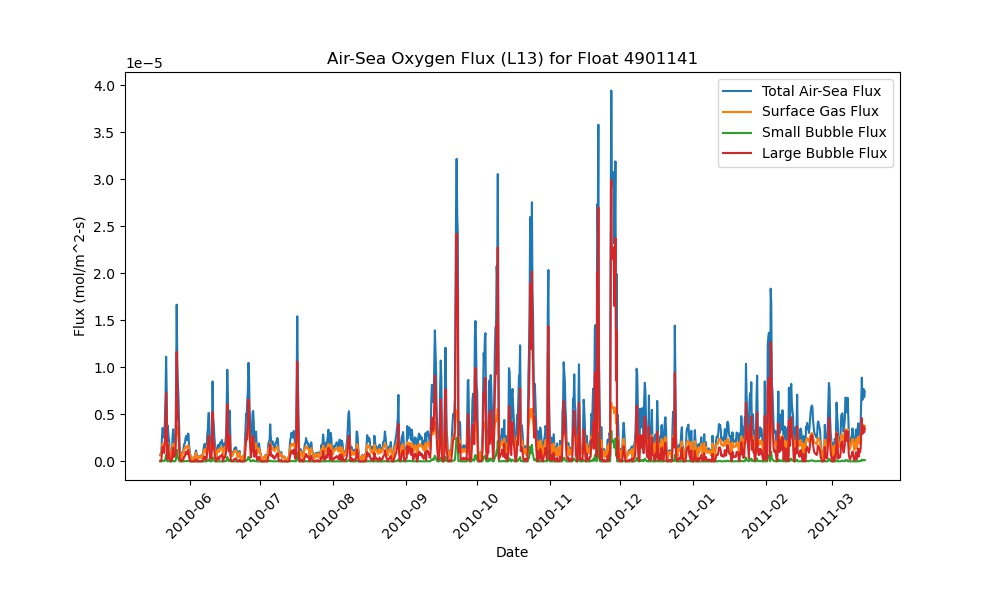 Air-Sea Oxygen Flux (L13) for Float 4901141
1e−5
Total Air-Sea Flux
Surface Gas Flux
Small Bubble Flux
Large Bubble Flux
4.0
3.5
3.0
2.5
2.0
1.5
1.0
0.5
0.0
Flux (mol/m^2-s)
2010-06
2010-07
2010-08
2010-09
2010-10
2010-11
2010-12
2011-01
2011-02
2011-03
Date